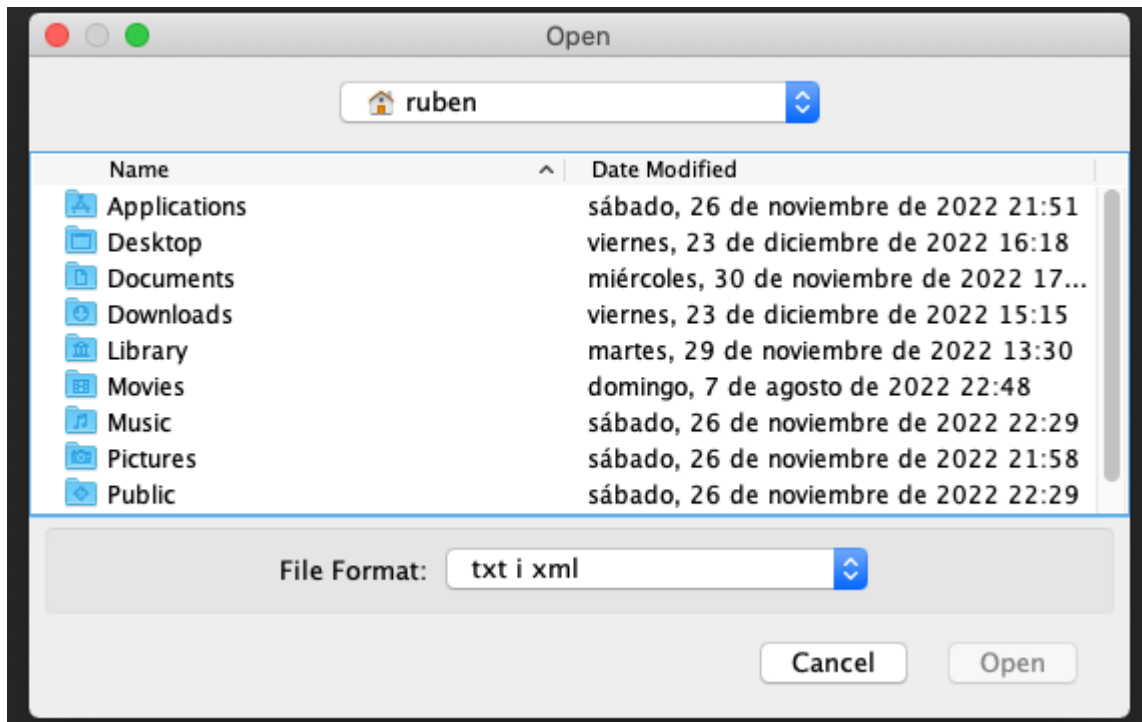 Open
ruben
Name Date Modified
Applications sábado, 26 de noviembre de 2022 21:51
Desktop viernes, 23 de diciembre de 2022 16:18
Documents miércoles, 30 de noviembre de 2022 17...
Downloads viernes, 23 de diciembre de 2022 15:15
Library martes, 29 de noviembre de 2022 13:30
Movies domingo, 7 de agosto de 2022 22:48
Music sábado, 26 de noviembre de 2022 22:29
Pictures sábado, 26 de noviembre de 2022 21:58
Public sábado, 26 de noviembre de 2022 22:29
File Format: txt i xml
Cancel Open